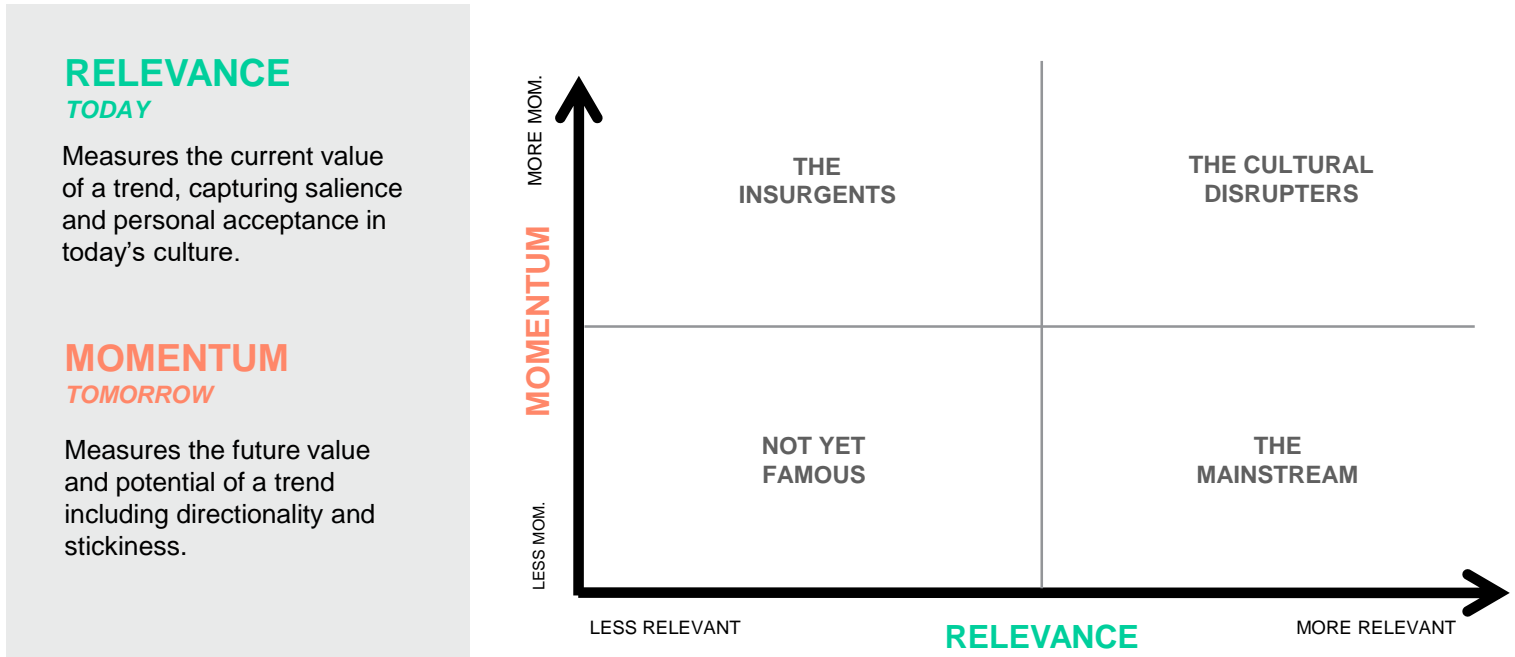 RELEVANCE
TODAY
Measures the current value
of a trend, capturing salience
and personal acceptance in
today’s culture.
MOMENTUM
TOMORROW
Measures the future value
and potential of a trend
including directionality and
stickiness.
MORE MOM.
MOMENTUM
LESS MOM.
THE
INSURGENTS
THE CULTURAL
DISRUPTERS
NOT YET
FAMOUS
THE
MAINSTREAM
LESS RELEVANT
RELEVANCE
MORE RELEVANT